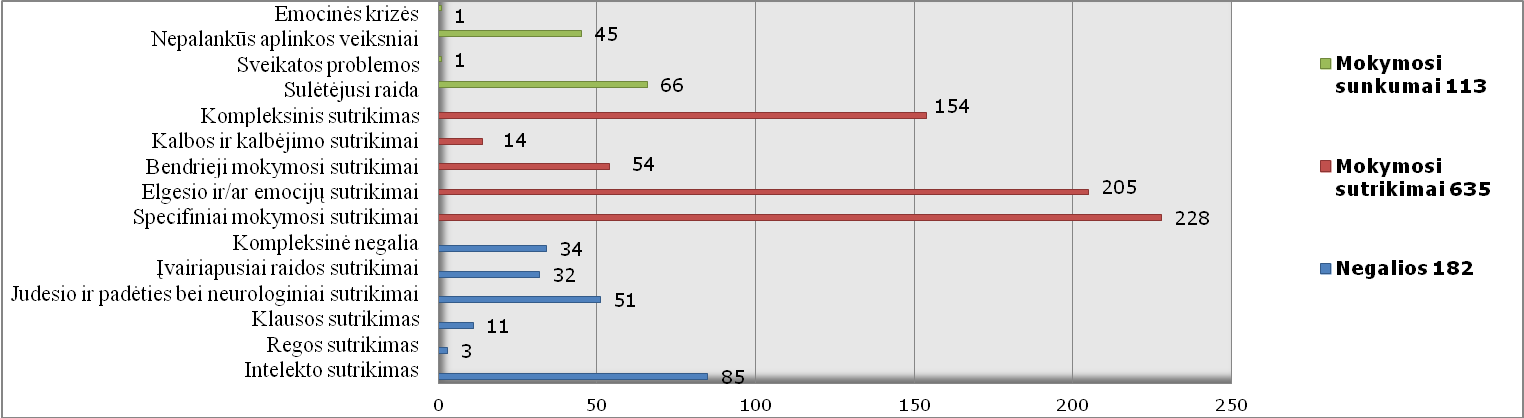 Emocinės krizės 1
Nepalankūs aplinkos veiksniai 45
Sveikatos problemos 1
Sulėtėjusi raida 66
Kompleksinis sutrikimas 154
Kalbos ir kalbėjimo sutrikimai 14
Bendrieji mokymosi sutrikimai 54
Elgesio ir/ar emocijų sutrikimai 205
Specifiniai mokymosi sutrikimai 228
Kompleksinė negalia 34
Įvairiapusiai raidos sutrikimai 32
Judesio ir padėties bei neurologiniai sutrikimai 51
Klausos sutrikimas 11
Regos sutrikimas 3
Intelekto sutrikimas 85
0 50 100 150 200 250
Mokymosi
sunkumai 113
Mokymosi
sutrikimai 635
Negalios 182